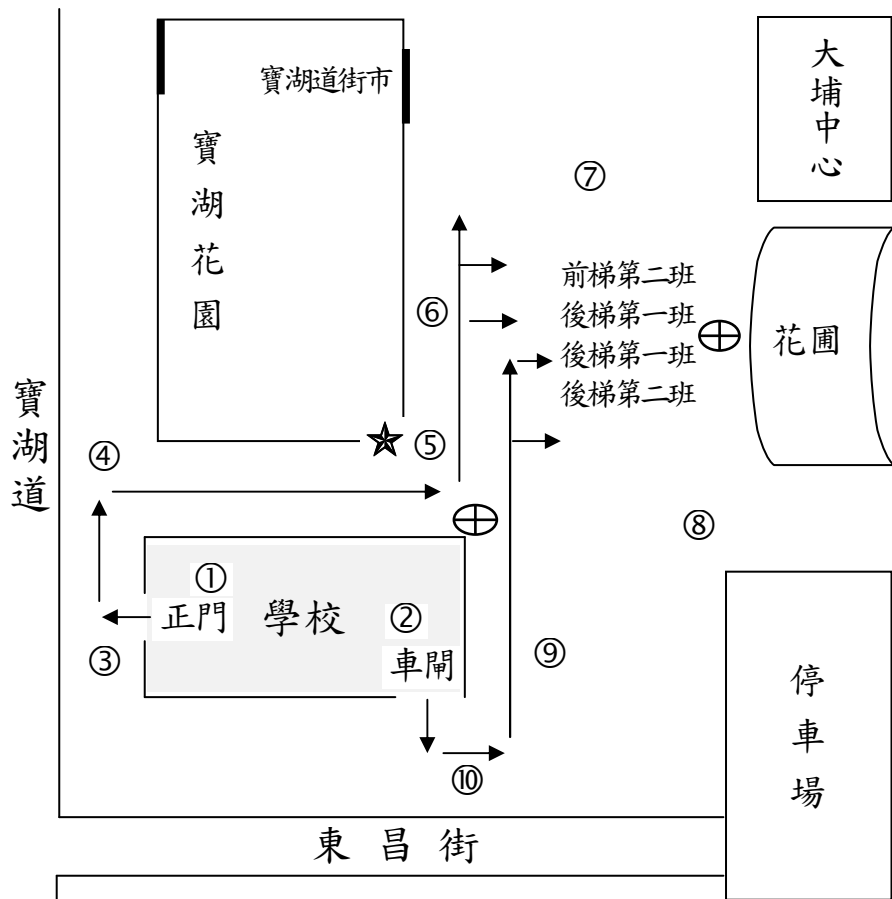 大埔中心
寶湖道街市
寶湖花園
⑦
前梯第二班
後梯第一班
後梯第一班
後梯第二班
⑥
花圃
寶湖道
④
⑤
⑧
①
正門
學校
②
車閘
③
⑨
停車場
⑩
東昌街